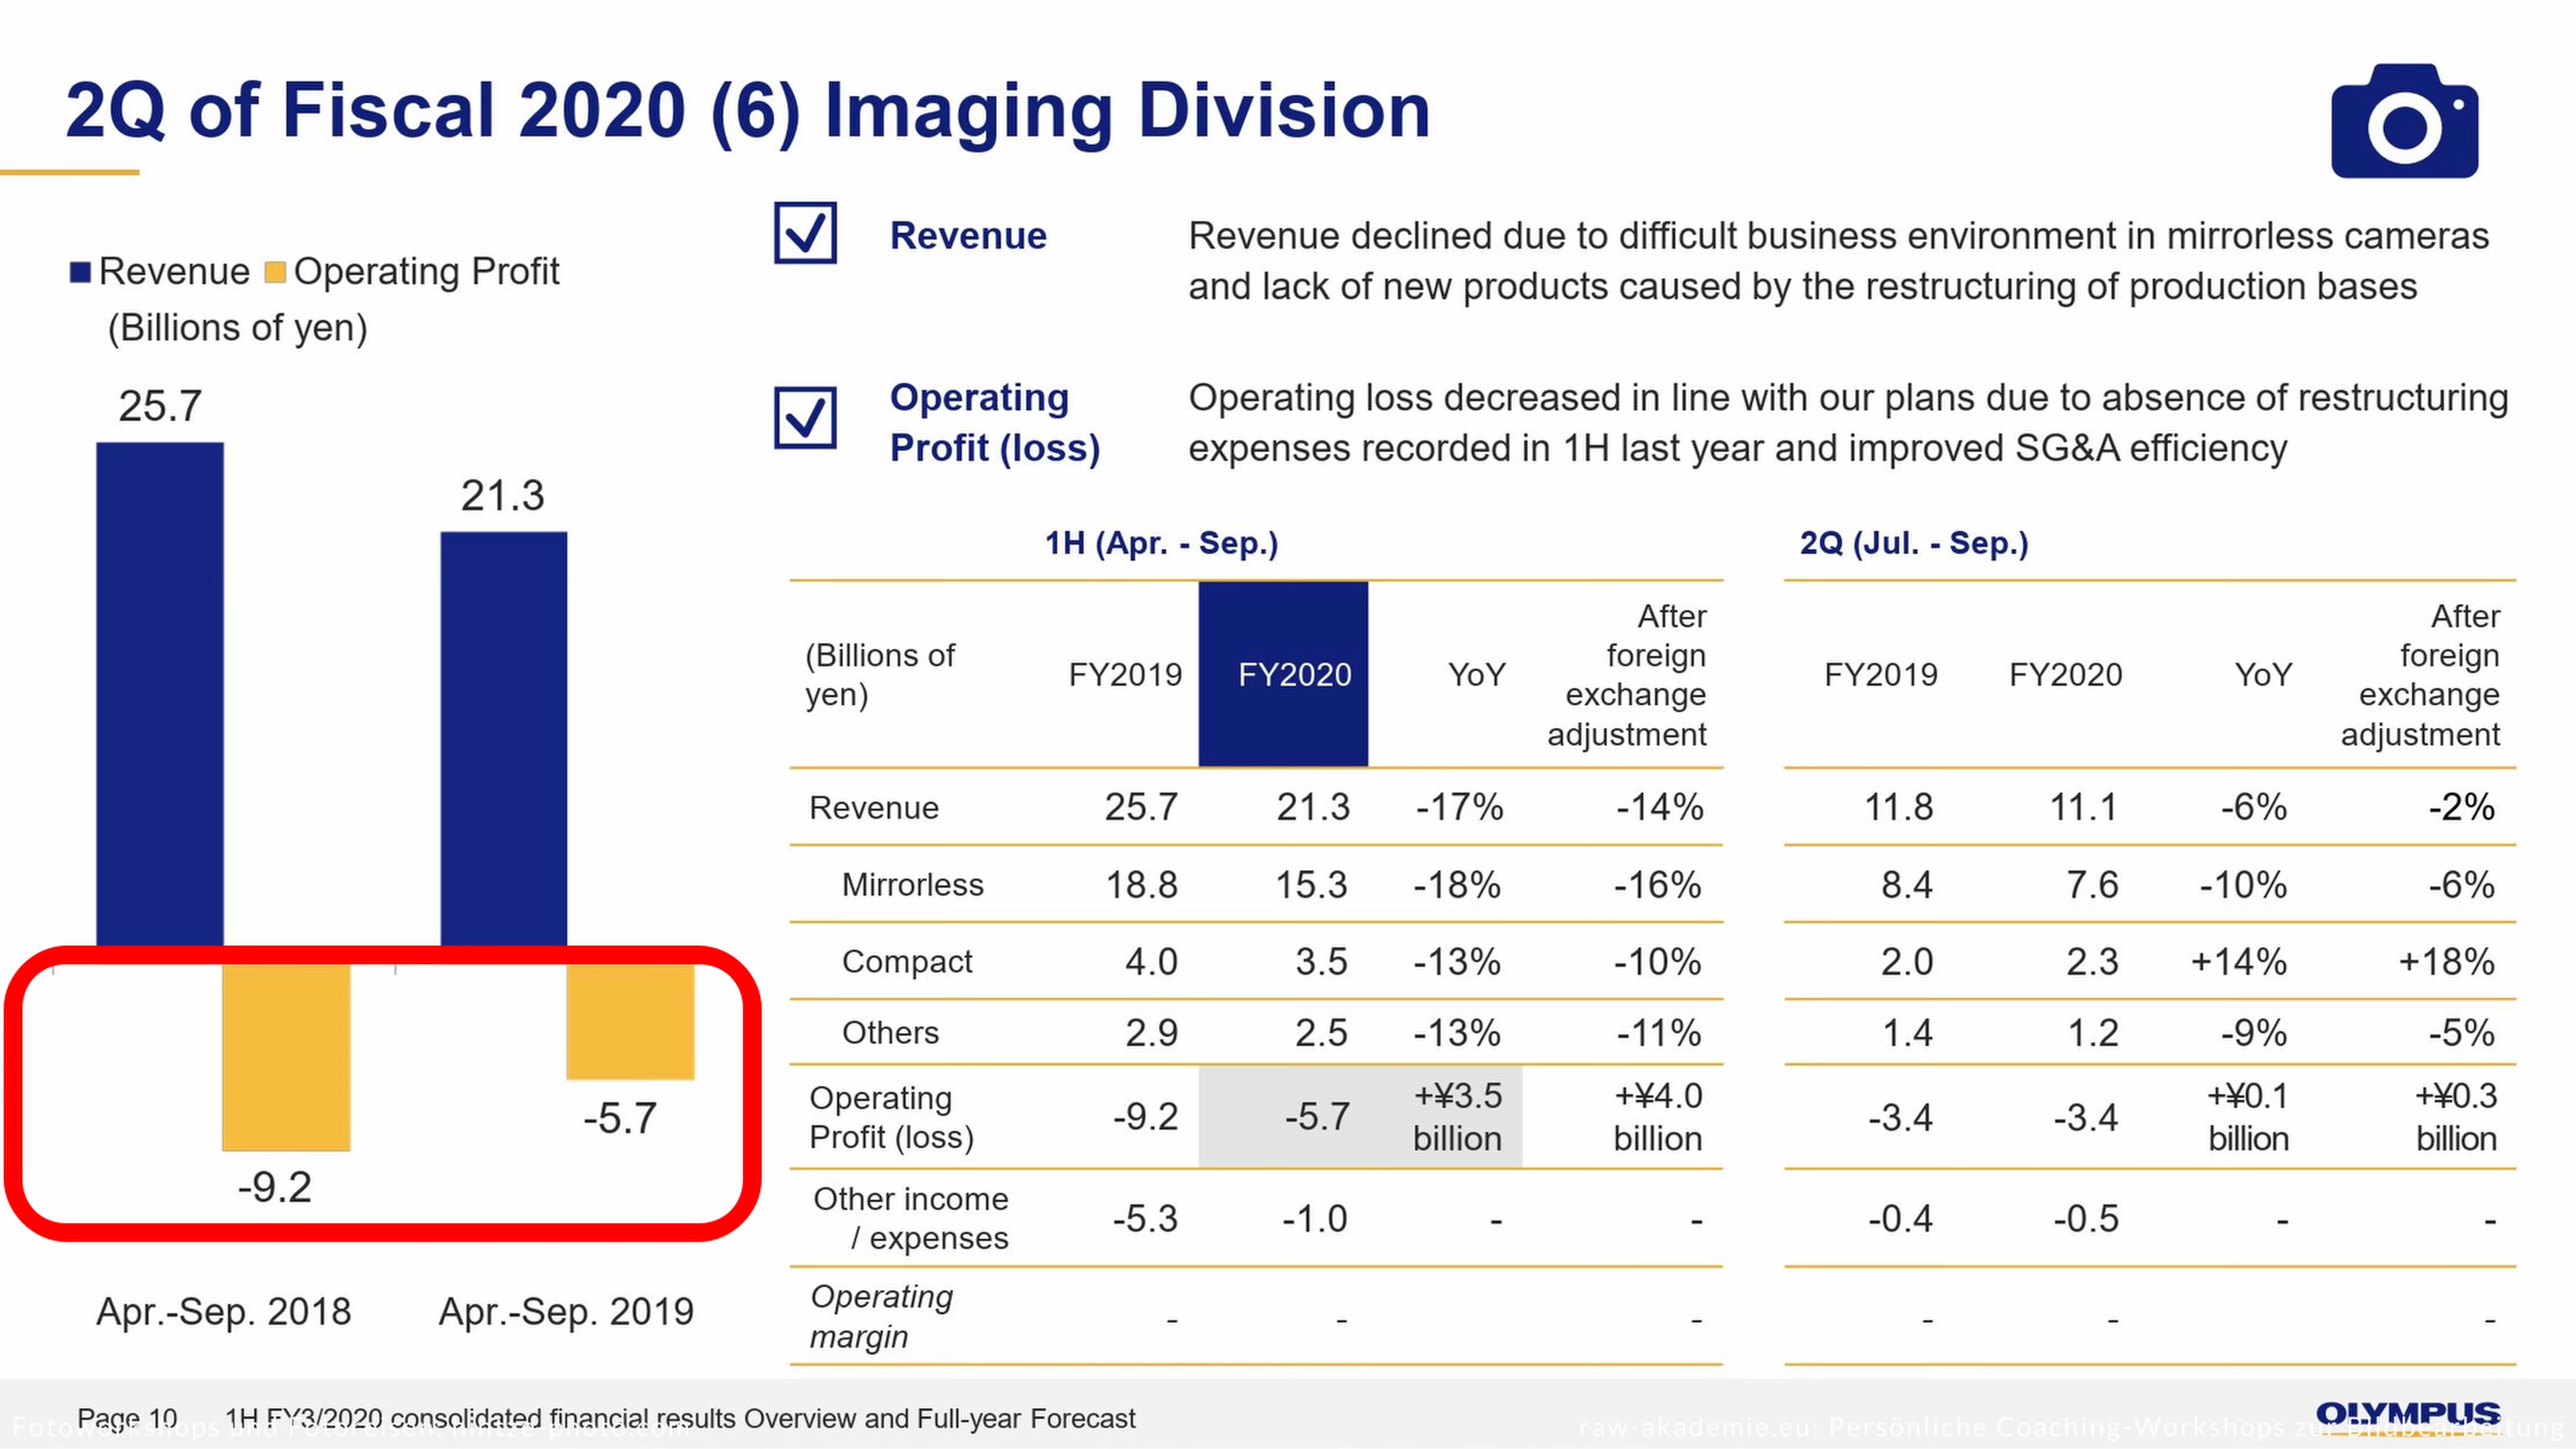 2Q of Fiscal 2020 (6) Imaging Division
Revenue Operating Profit
(Billions of yen)
25.7
21.3
-9.2
-5.7
Apr.-Sep. 2018 Apr.-Sep. 2019
Revenue
Revenue declined due to difficult business environment in mirrorless cameras
and lack of new products caused by the restructuring of production bases
Operating
Profit (loss)
Operating loss decreased in line with our plans due to absence of restructuring
expenses recorded in 1H last year and improved SG&A efficiency
1H (Apr. - Sep.)
(Billions of
yen)
FY2019 FY2020 YoY
After
foreign
exchange
adjustment
Revenue 25.7 21.3 -17% -14%
Mirrorless 18.8 15.3 -18% -16%
Compact 4.0 3.5 -13% -10%
Others 2.9 2.5 -13% -11%
Operating
Profit (loss)
-9.2 -5.7
+¥3.5
billion
+¥4.0
billion
Other income
/ expenses
-5.3 -1.0 - -
Operating
margin
- - -
2Q (Jul. - Sep.)
FY2019 FY2020 YoY
After
foreign
exchange
adjustment
11.8 11.1 -6% -2%
8.4 7.6 -10% -6%
2.0 2.3 +14% +18%
1.4 1.2 -9% -5%
-3.4 -3.4
+¥0.1
billion
+¥0.3
billion
-0.4 -0.5 - -
- - -
Page 10 1H FY3/2020 consolidated financial results Overview and Full-year Forecast
OLYMPUS
Fotoworkshops und Fotoreisen:
raw-akademie.eu: Persönliche Coaching-Workshops zur Bildbearbeitung